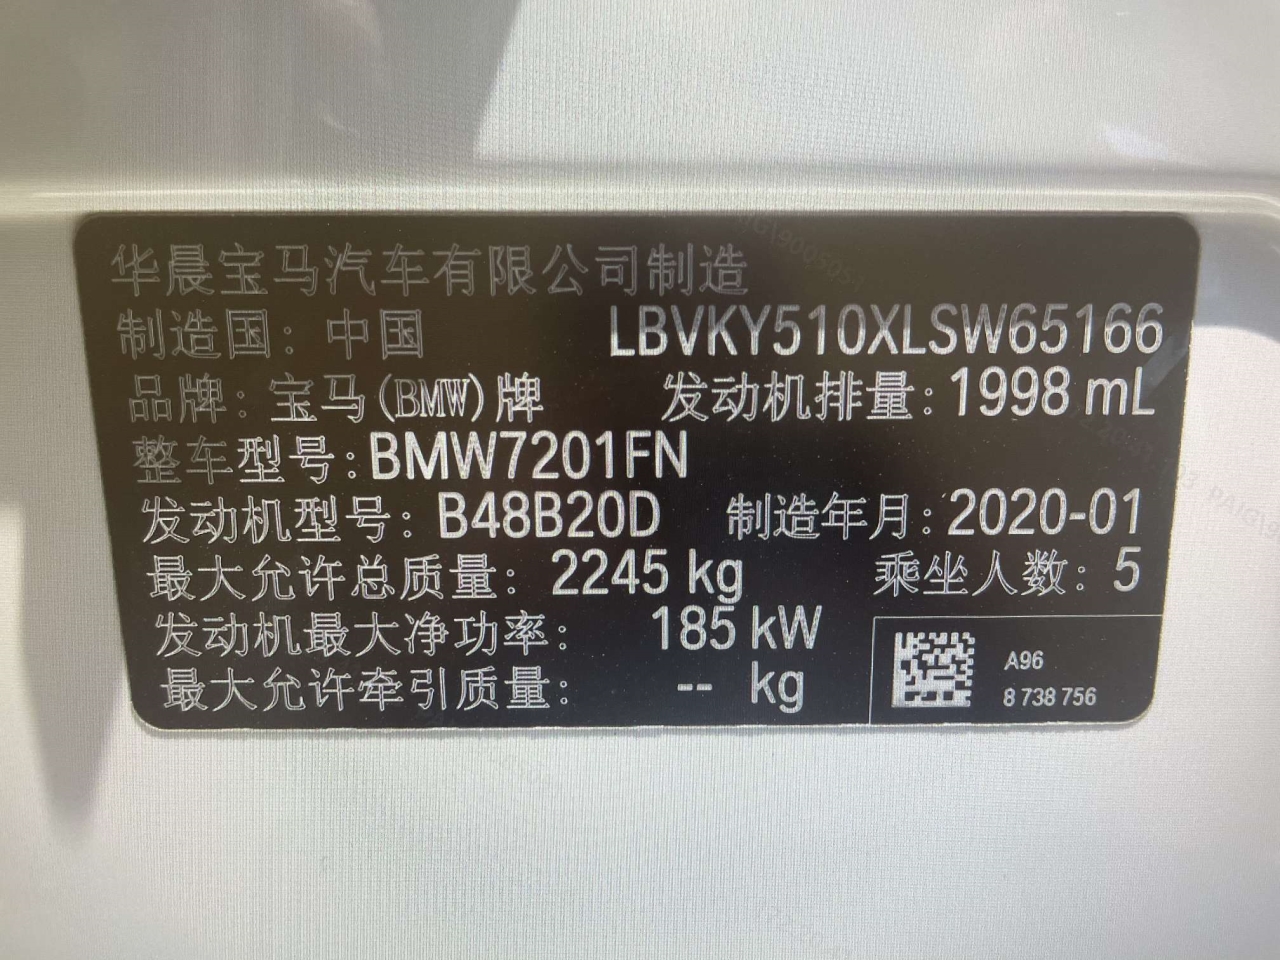 华晨宝马汽车有限公司制造
制造国：中国 LBVKY510XLSW65166
品牌：宝马(BMW)牌 发动机排量：1998 mL
整车型号：BMW7201FN
发动机型号：B48B20D 制造年月：2020-01
最大允许总质量：2245 kg 乘坐人数：5
发动机最大净功率：185 kW
最大允许牵引质量：-- kg
A96
8 738 756